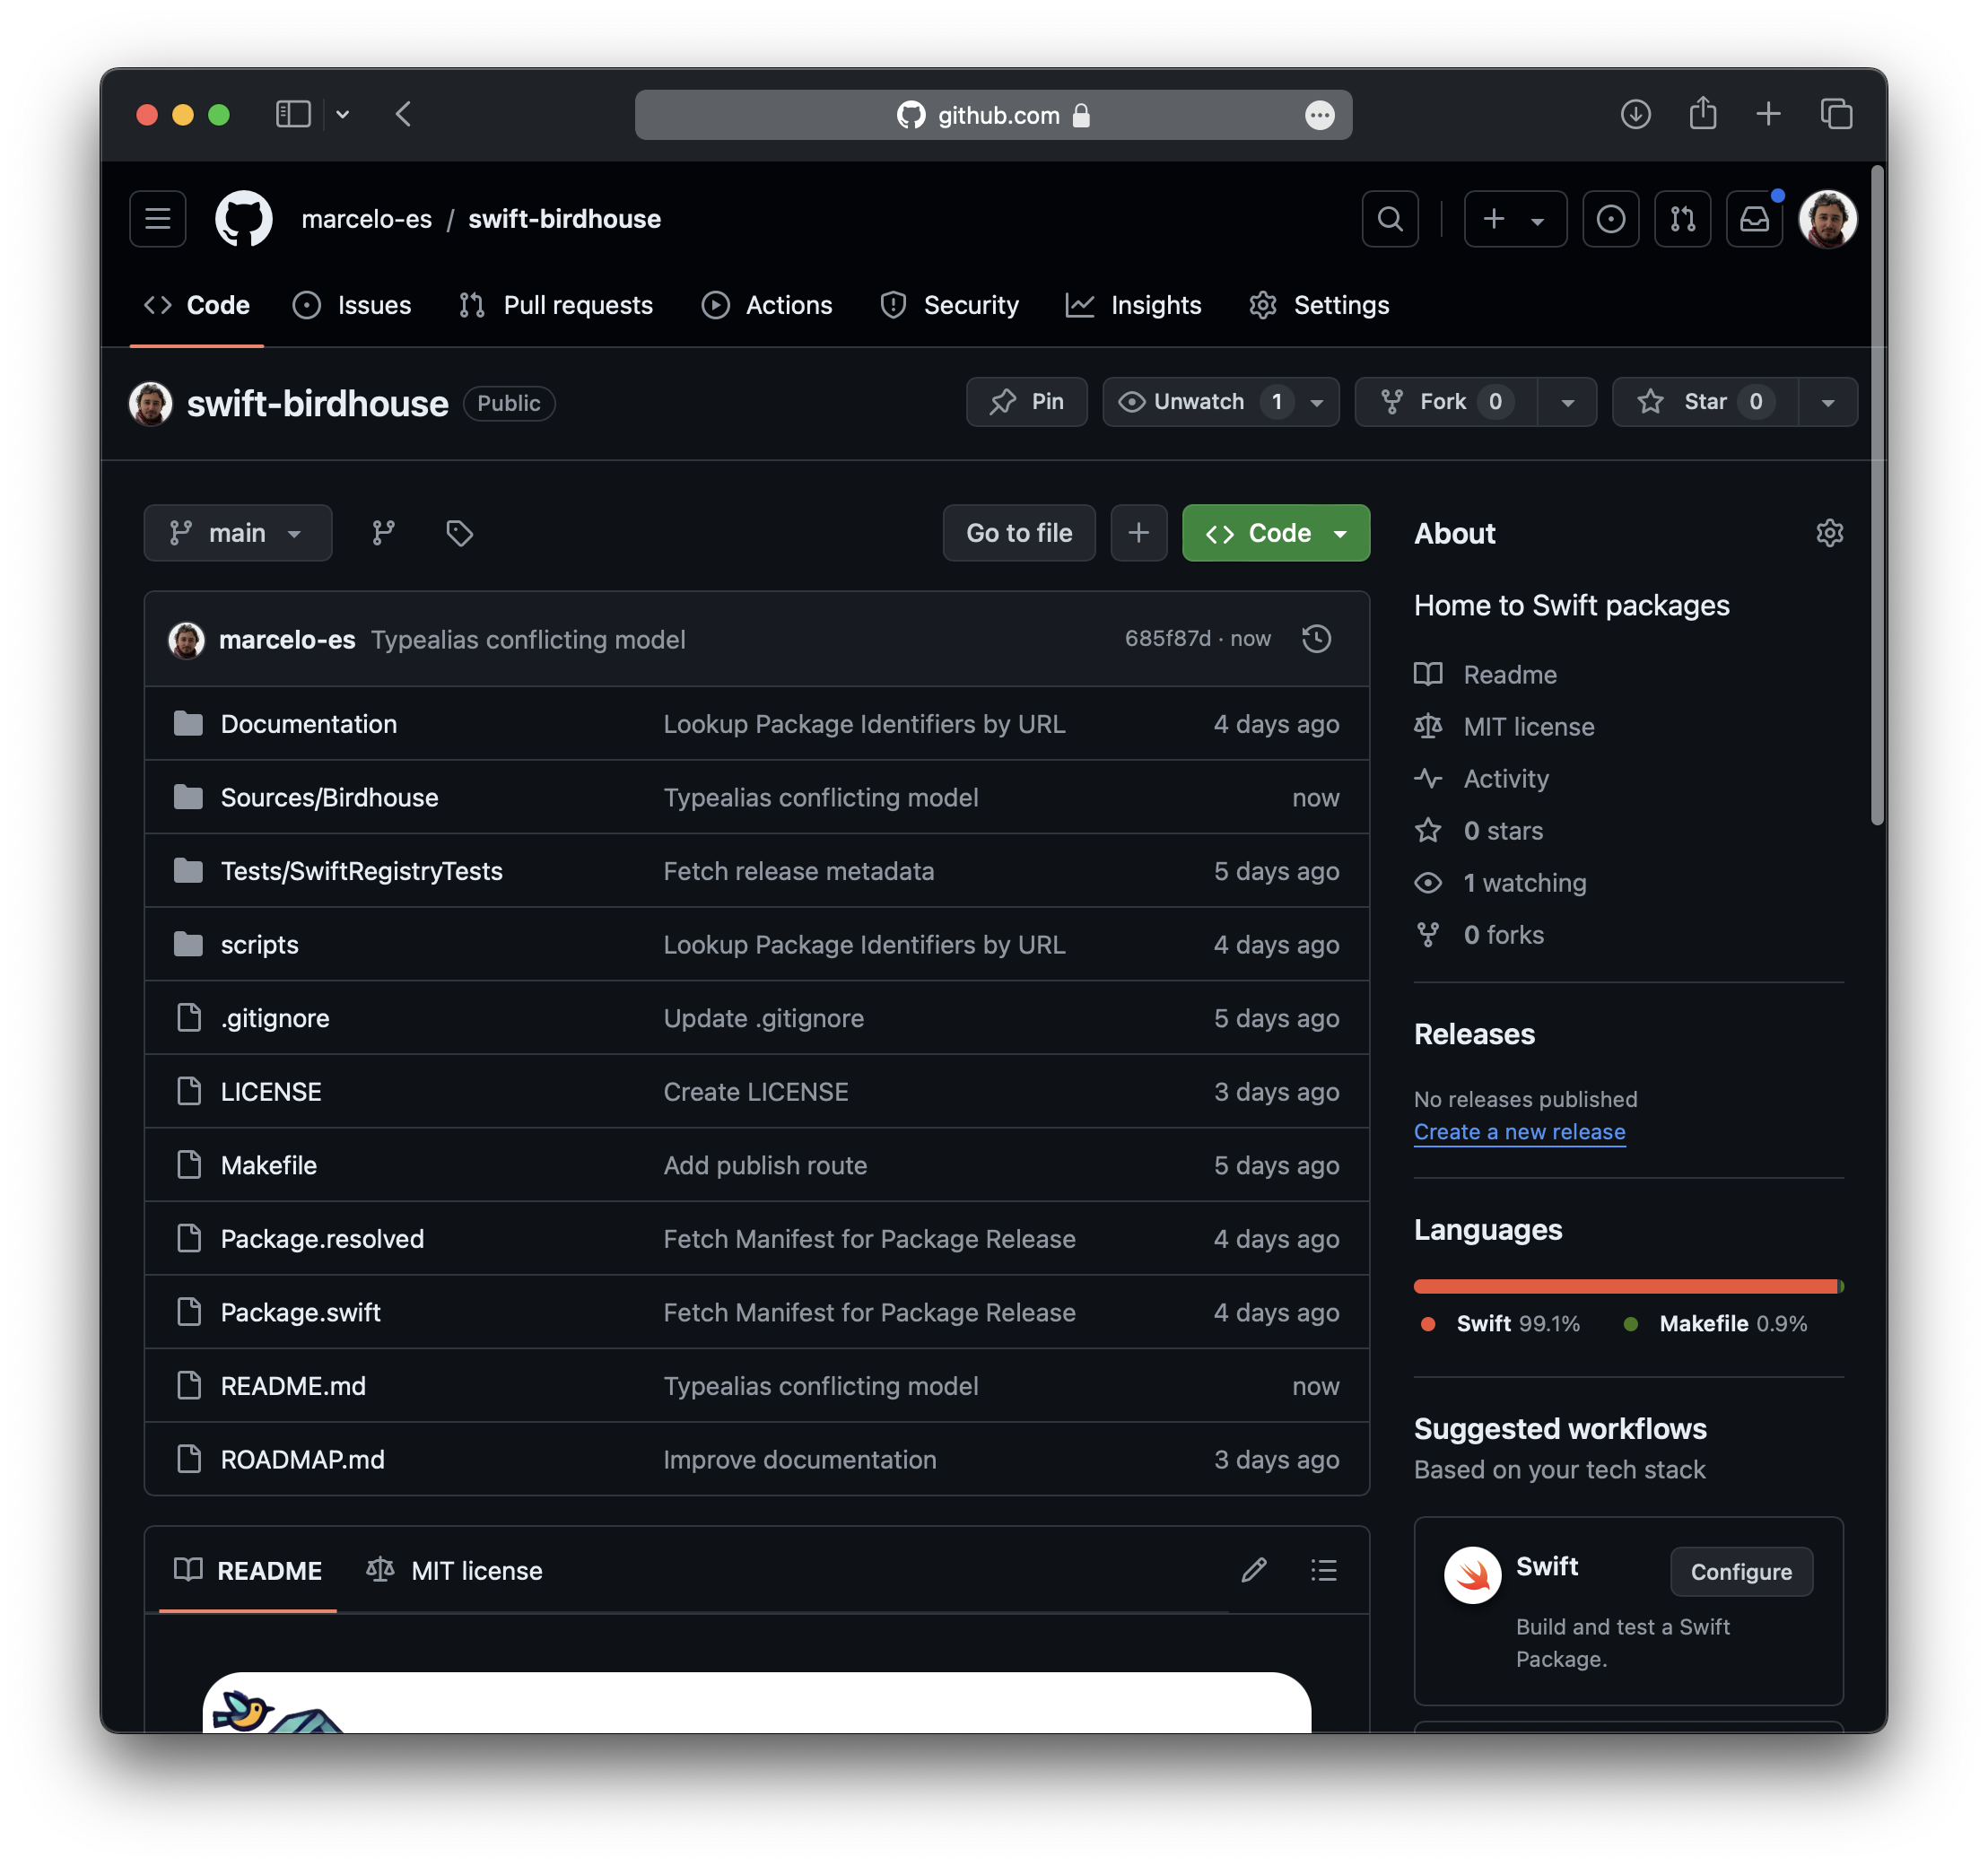 github.com
marcelo-es / swift-birdhouse
Code Issues Pull requests Actions Security Insights Settings
swift-birdhouse Public Pin Unwatch 1 Fork 0 Star 0
main Go to file Code
marcelo-es Typealias conflicting model 685f87d · now
Documentation Lookup Package Identifiers by URL 4 days ago
Sources/Birdhouse Typealias conflicting model now
Tests/SwiftRegistryTests Fetch release metadata 5 days ago
scripts Lookup Package Identifiers by URL 4 days ago
.gitignore Update .gitignore 5 days ago
LICENSE Create LICENSE 3 days ago
Makefile Add publish route 5 days ago
Package.resolved Fetch Manifest for Package Release 4 days ago
Package.swift Fetch Manifest for Package Release 4 days ago
README.md Typealias conflicting model now
ROADMAP.md Improve documentation 3 days ago
README MIT license
About
Home to Swift packages
Readme
MIT license
Activity
0 stars
1 watching
0 forks
Releases
No releases published
Create a new release
Languages
Swift 99.1% Makefile 0.9%
Suggested workflows
Based on your tech stack
Swift Configure
Build and test a Swift
Package.